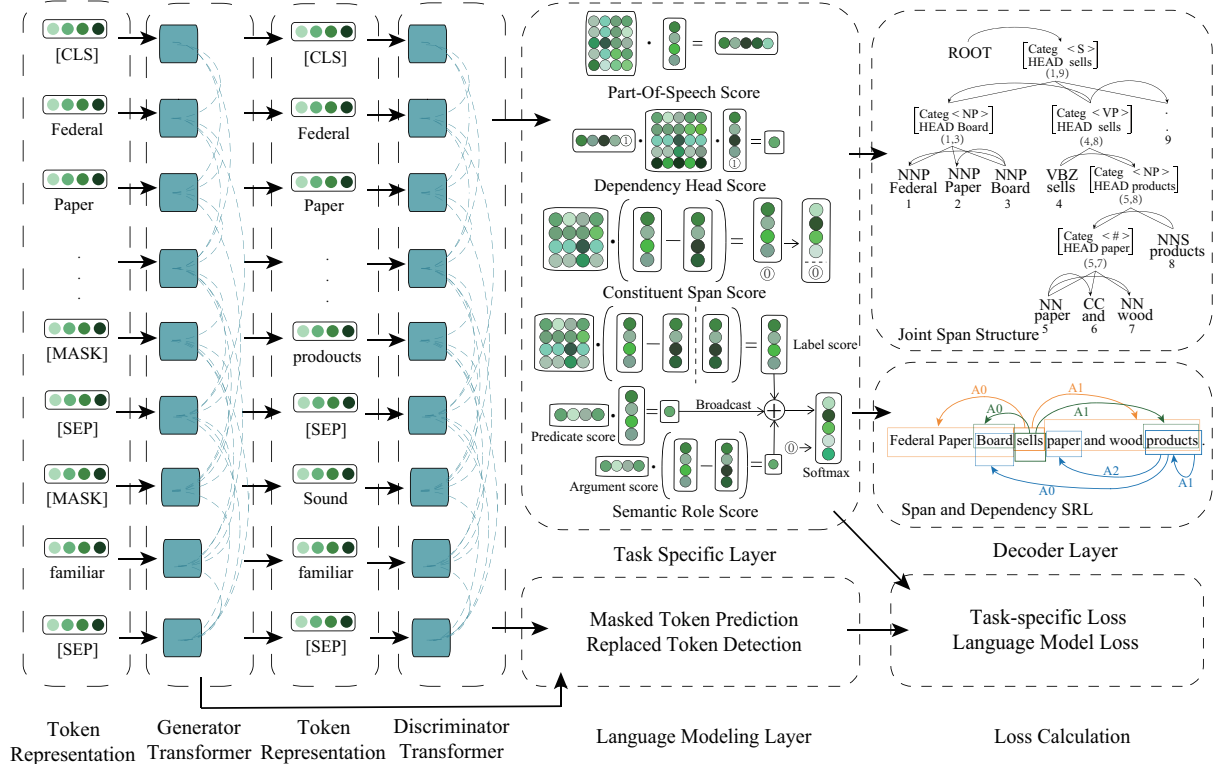 [CLS]
Federal
Paper
.
.
.
[MASK]
[SEP]
[MASK]
familiar
[SEP]
Token
Representation
Generator
Transformer
[CLS]
Federal
Paper
.
.
.
prodoucts
[SEP]
Sound
familiar
[SEP]
Token
Representation
Discriminator
Transformer
· =
Part-Of-Speech Score
① · · ① =
Dependency Head Score
· ( − ) = ⓪ → ⓪
Constituent Span Score
· ( − − ) =
Label score
Predicate score
· =
Broadcast
+
Argument score
· ( − ) =
⓪
Softmax
Semantic Role Score
Task Specific Layer
Masked Token Prediction
Replaced Token Detection
Language Modeling Layer
ROOT
Categ < S >
HEAD sells
(1,9)
Categ < NP >
HEAD Board
(1,3)
Categ < VP >
HEAD sells
(4,8)
.
.
9
NNP
Federal
1
NNP
Paper
2
NNP
Board
3
VBZ
sells
4
Categ < NP >
HEAD products
(5,8)
Categ < # >
HEAD paper
(5,7)
NNS
products
8
NN
paper
5
CC
and
6
NN
wood
7
Joint Span Structure
A0
A1
A0
A1
Federal Paper Board sells paper and wood products .
A2
A0
A1
Span and Dependency SRL
Decoder Layer
Task-specific Loss
Language Model Loss
Loss Calculation